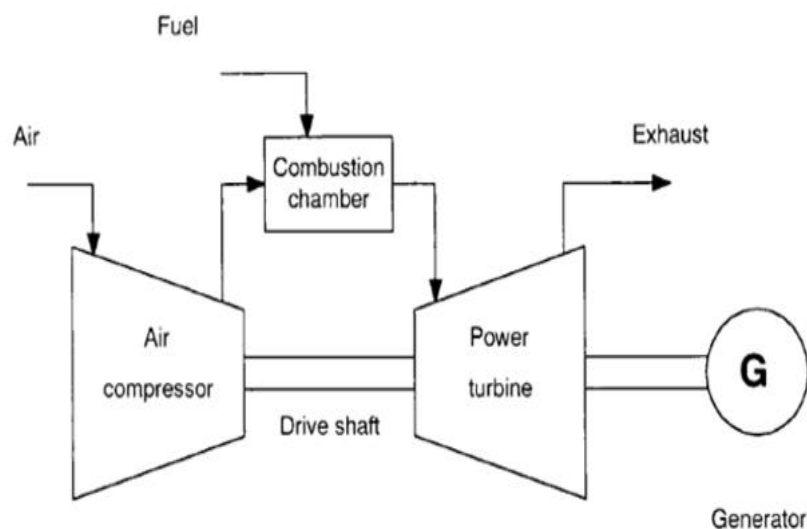 Fuel
Air
Exhaust
Combustion
chamber
Air
compressor
Power
turbine
G
Drive shaft
Generator